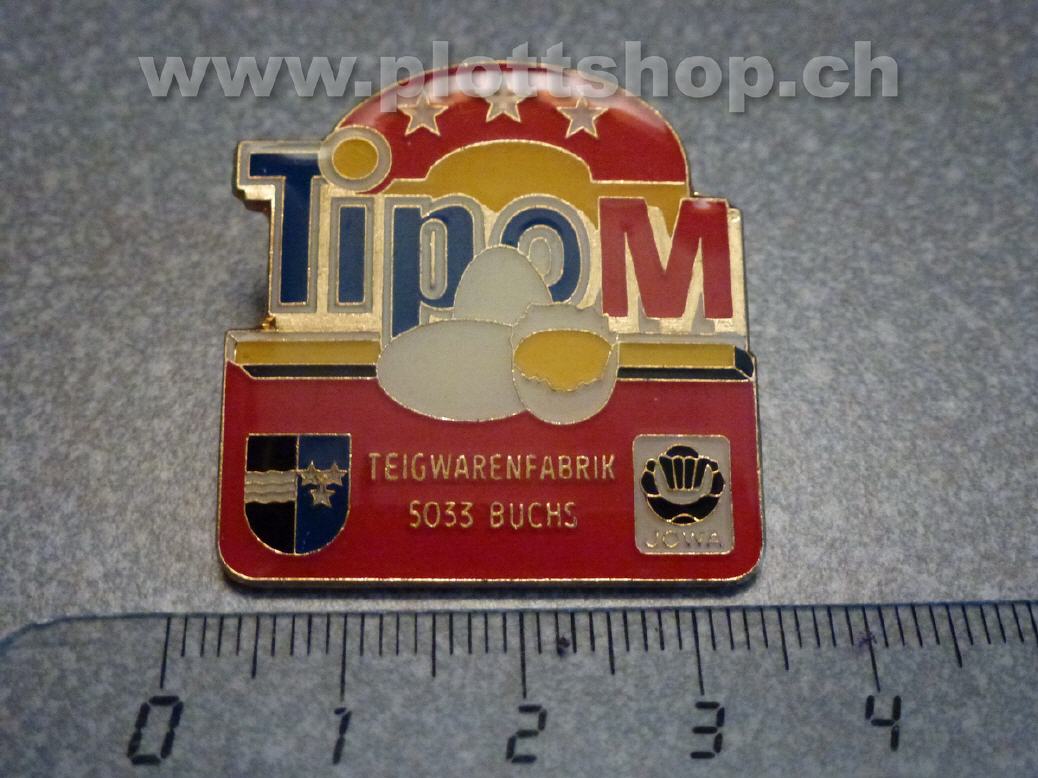 www.plottshop.ch
TipoM
TEIGWARENFABRIK
5033 BUCHS
JOWA
0 1 2 3 4